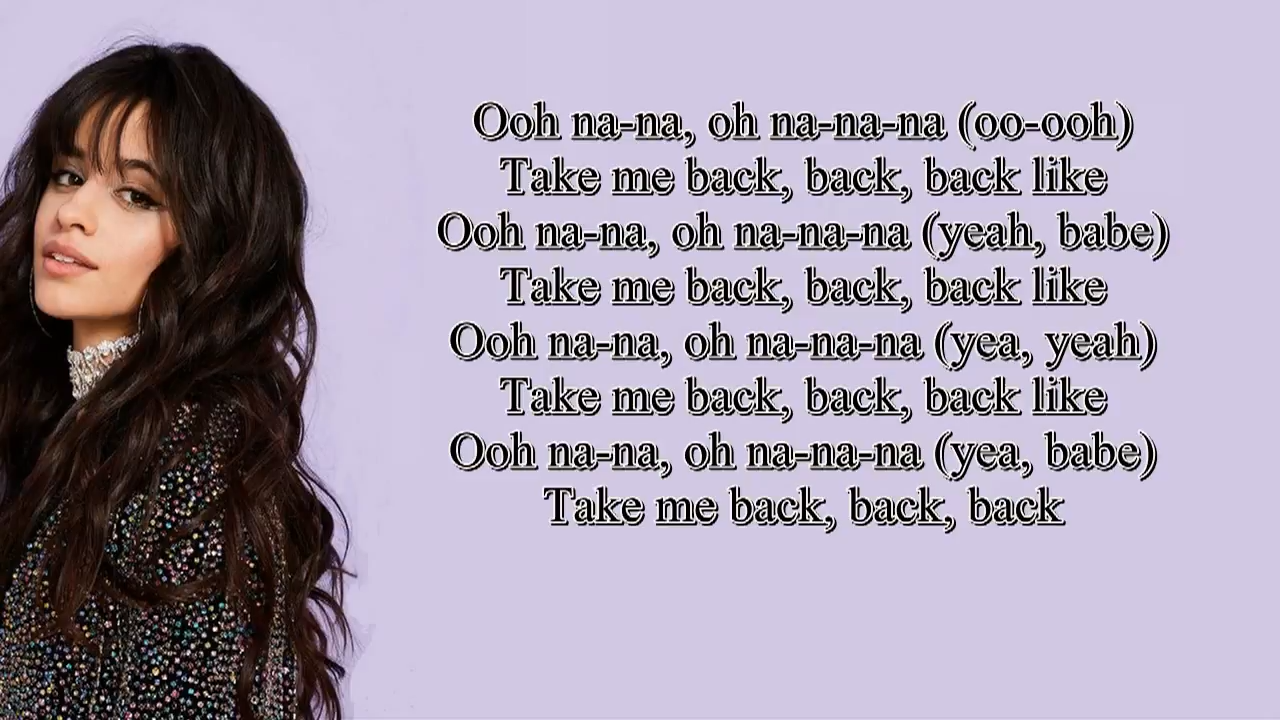 Ooh na-na, oh na-na-na (oo-ooh)
Take me back, back, back like
Ooh na-na, oh na-na-na (yeah, babe)
Take me back, back, back like
Ooh na-na, oh na-na-na (yea, yeah)
Take me back, back, back like
Ooh na-na, oh na-na-na (yea, babe)
Take me back, back, back